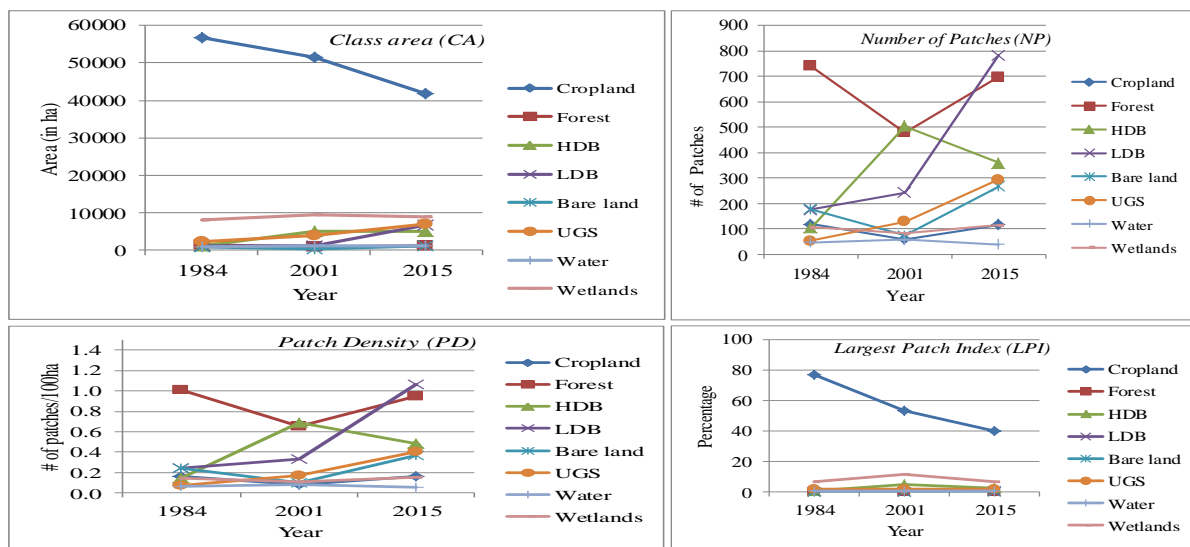 Class area (CA)
60000
50000
40000
30000
20000
10000
0
Area (in ha)
1984 2001 2015
Year
Cropland
Forest
HDB
LDB
Bare land
UGS
Water
Wetlands
Number of Patches (NP)
900
800
700
600
500
400
300
200
100
0
# of Patches
1984 2001 2015
Year
Cropland
Forest
HDB
LDB
Bare land
UGS
Water
Wetlands
Patch Density (PD)
1.4
1.2
1.0
0.8
0.6
0.4
0.2
0.0
# of patches/100ha
1984 2001 2015
Year
Cropland
Forest
HDB
LDB
Bare land
UGS
Water
Wetlands
Largest Patch Index (LPI)
100
80
60
40
20
0
Percentage
1984 2001 2015
Year
Cropland
Forest
HDB
LDB
Bare land
UGS
Water
Wetlands